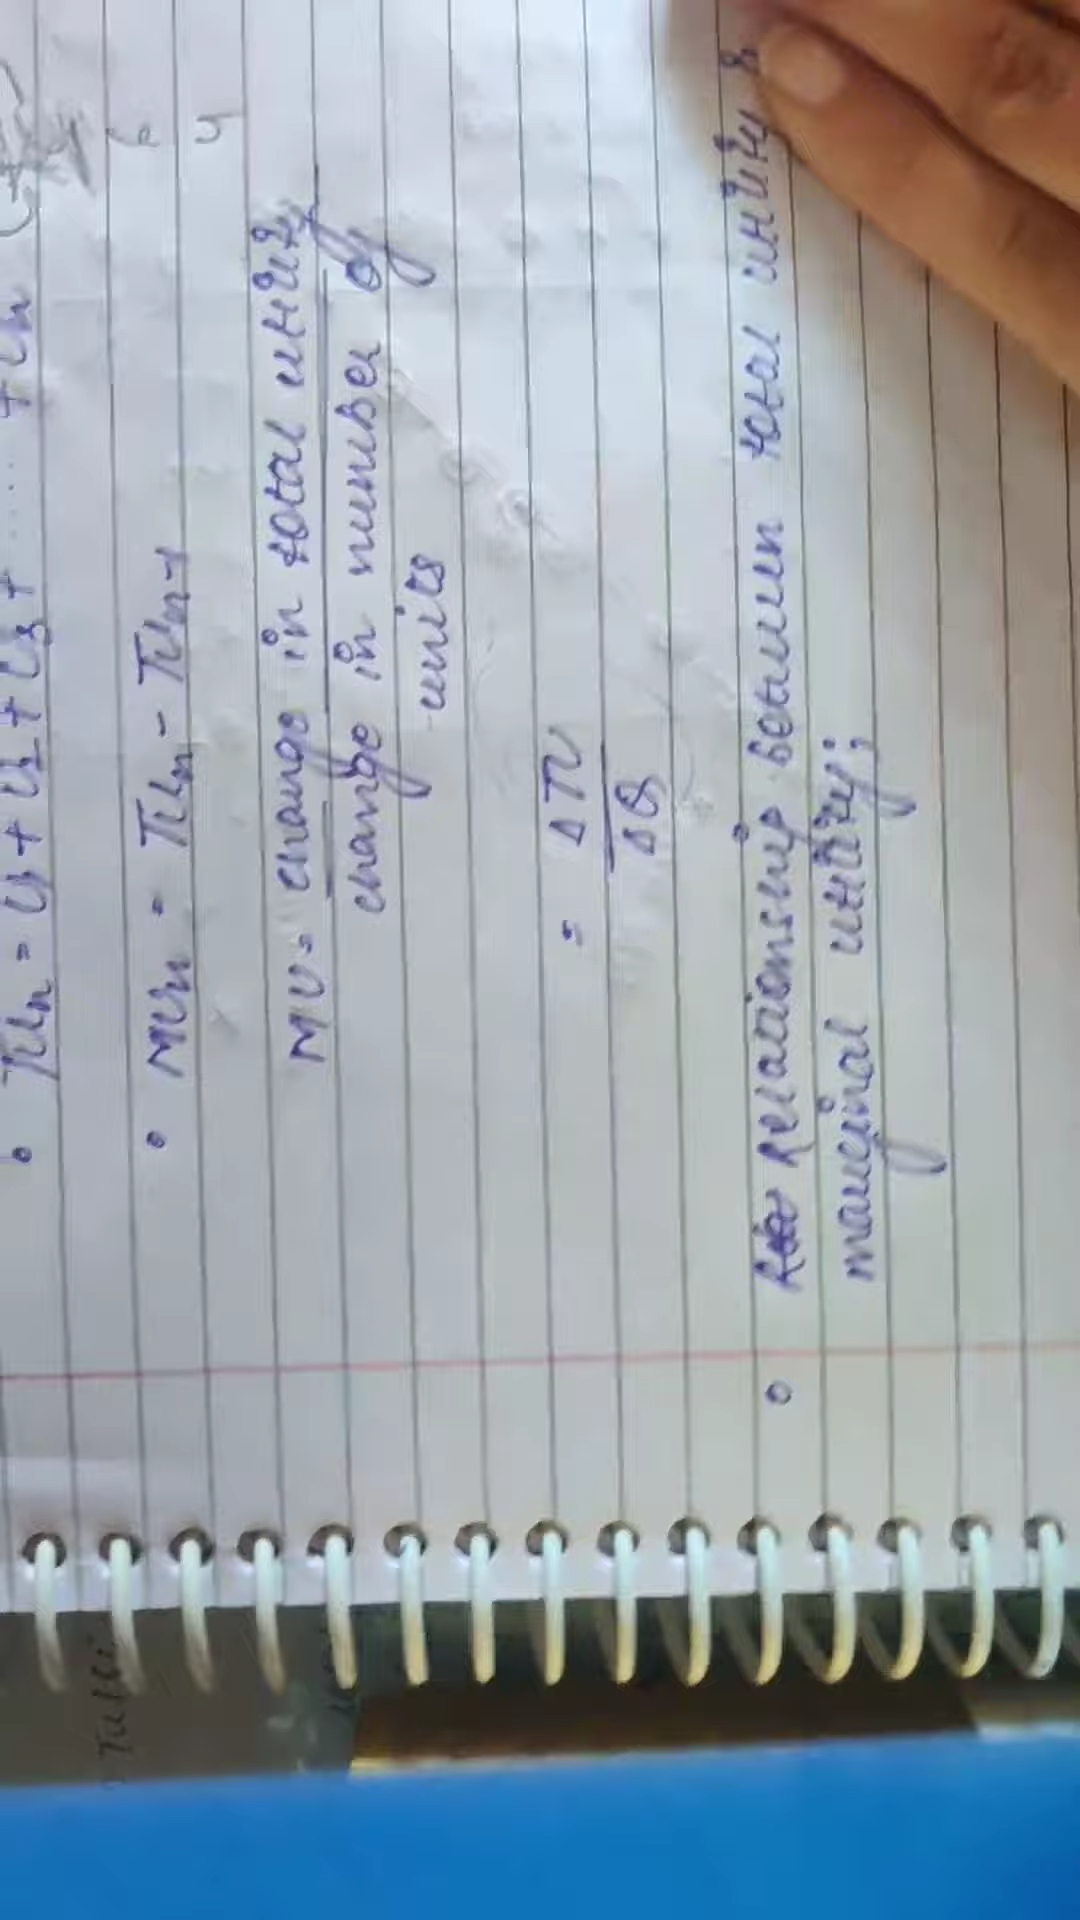 • TUn = U1 + U2 + U3 + ..... + Un
• MUn = TUn - TUn-1
MU = change in total utility
change in number of
units
= ΔTU
ΔQ
• Relationship between total utility &
marginal utility;